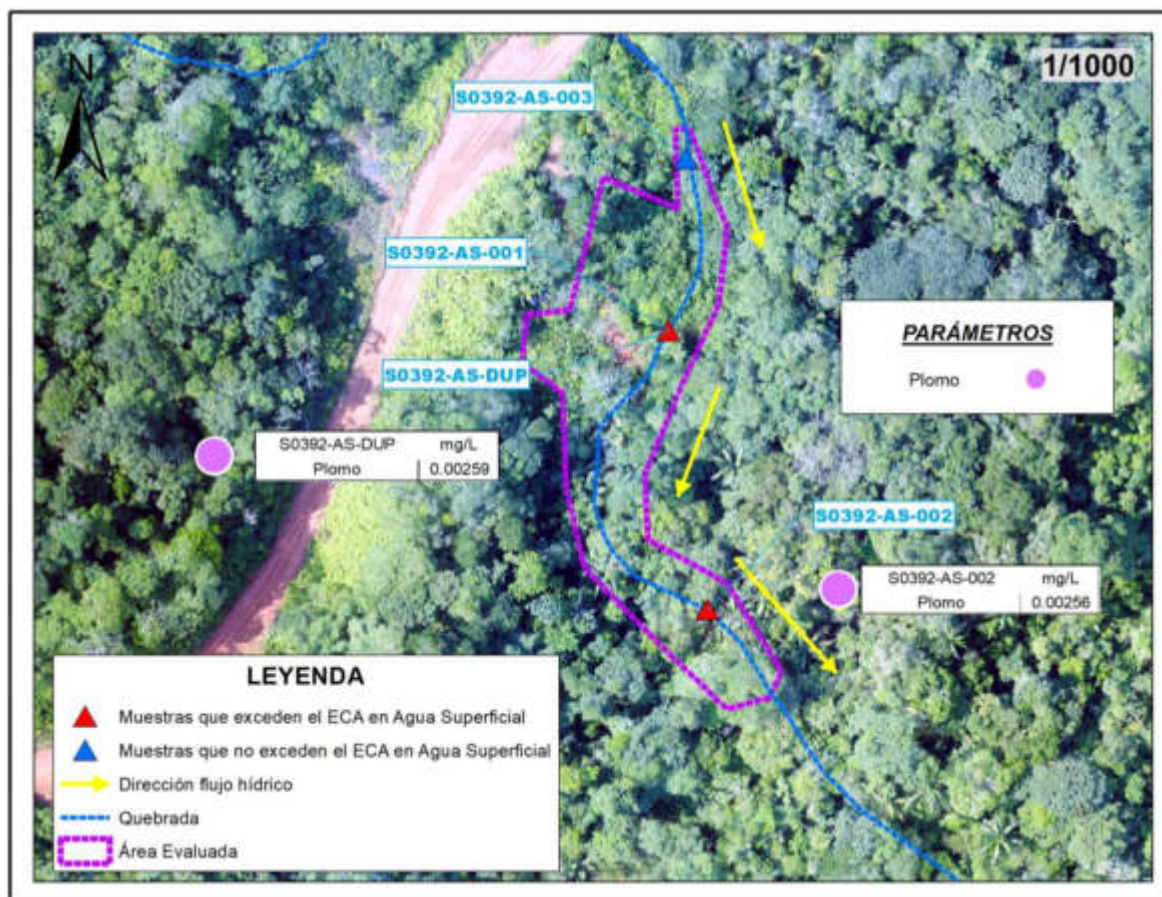 N
1/1000
S0392-AS-003
S0392-AS-001
PARÁMETROS
Plomo
S0392-AS-DUP
S0392-AS-DUP mg/L
Plomo 0.00259
S0392-AS-002
S0392-AS-002 mg/L
Plomo 0.00256
LEYENDA
Muestras que exceden el ECA en Agua Superficial
Muestras que no exceden el ECA en Agua Superficial
Dirección flujo hídrico
Quebrada
Área Evaluada